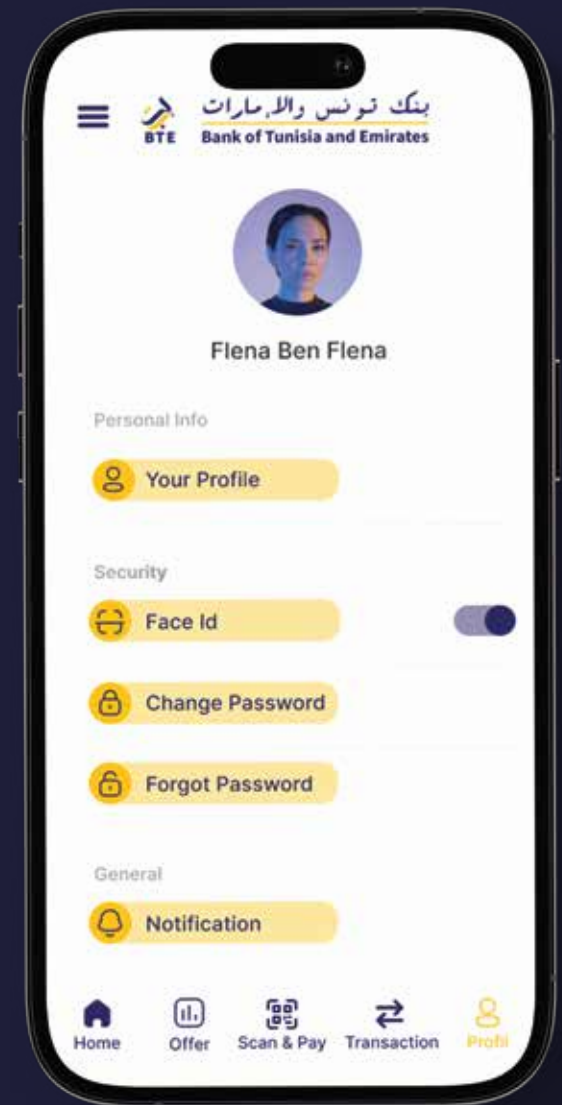 بنك تونس والإمارات
BTE Bank of Tunisia and Emirates
Flena Ben Flena
Personal Info
Your Profile
Security
Face Id
Change Password
Forgot Password
General
Notification
Home Offer Scan & Pay Transaction Profil